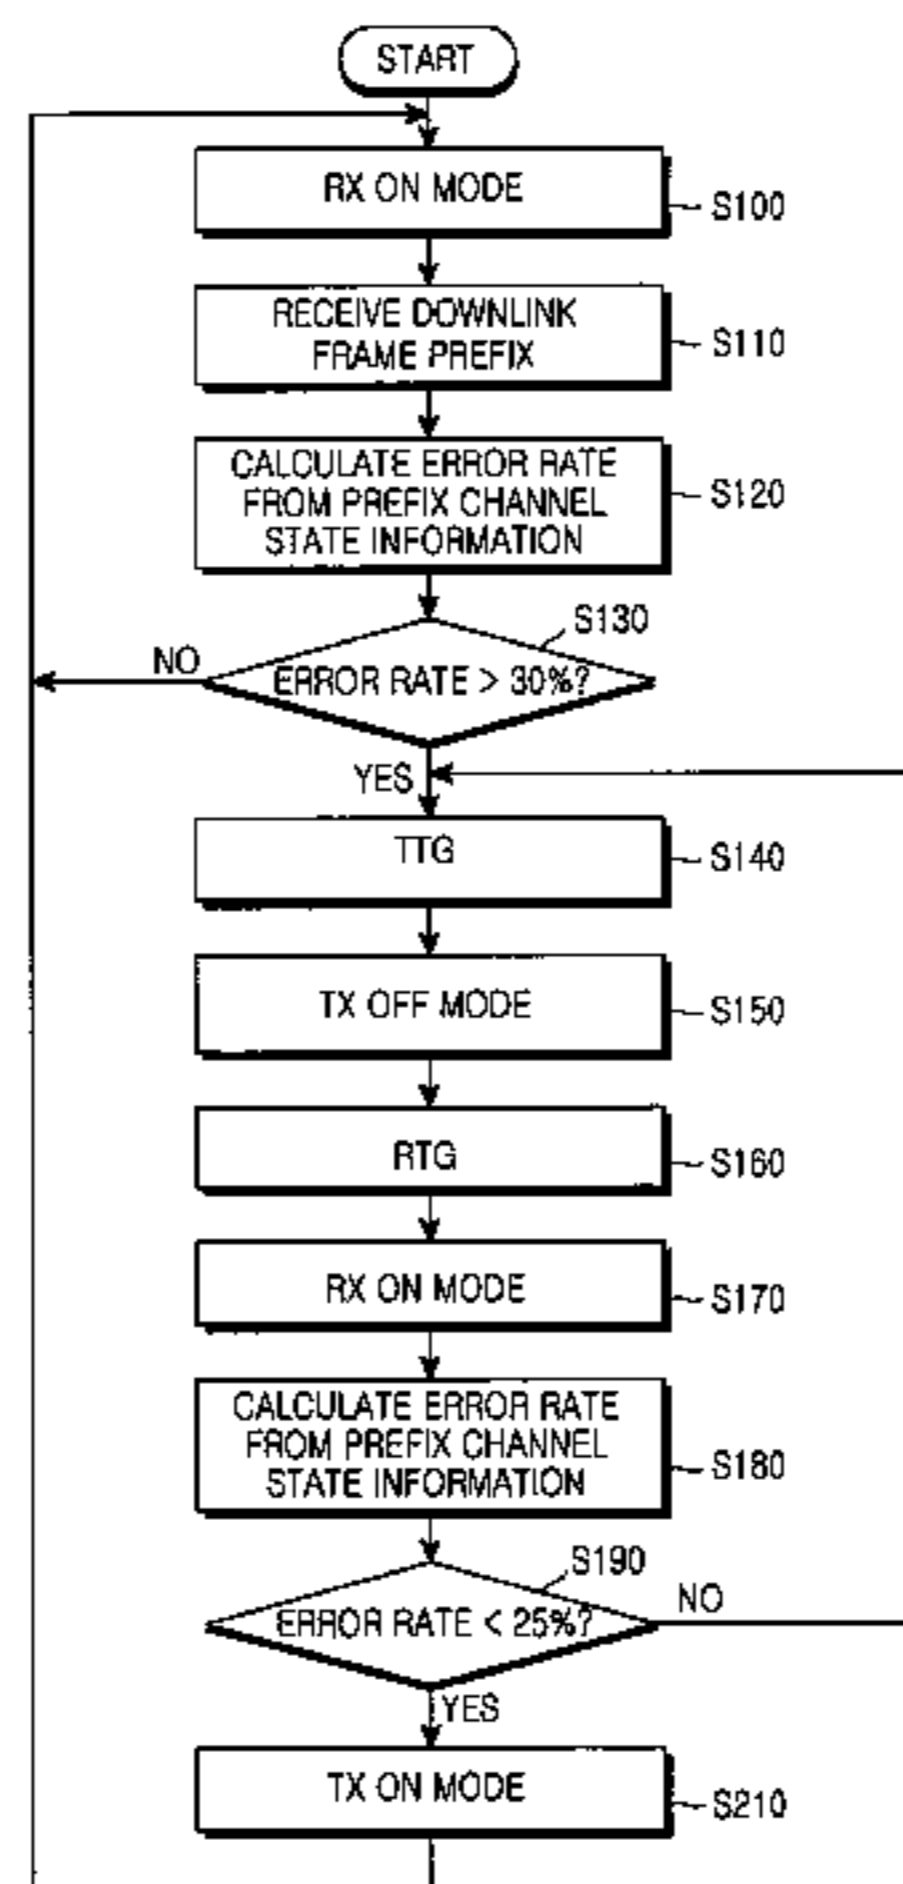 START
RX ON MODE
S100
RECEIVE DOWNLINK
FRAME PREFIX
S110
CALCULATE ERROR RATE
FROM PREFIX CHANNEL
STATE INFORMATION
S120
S130
NO
ERROR RATE > 30%?
YES
TTG
S140
TX OFF MODE
S150
RTG
S160
RX ON MODE
S170
CALCULATE ERROR RATE
FROM PREFIX CHANNEL
STATE INFORMATION
S180
S190
ERROR RATE < 25%?
NO
YES
TX ON MODE
S210